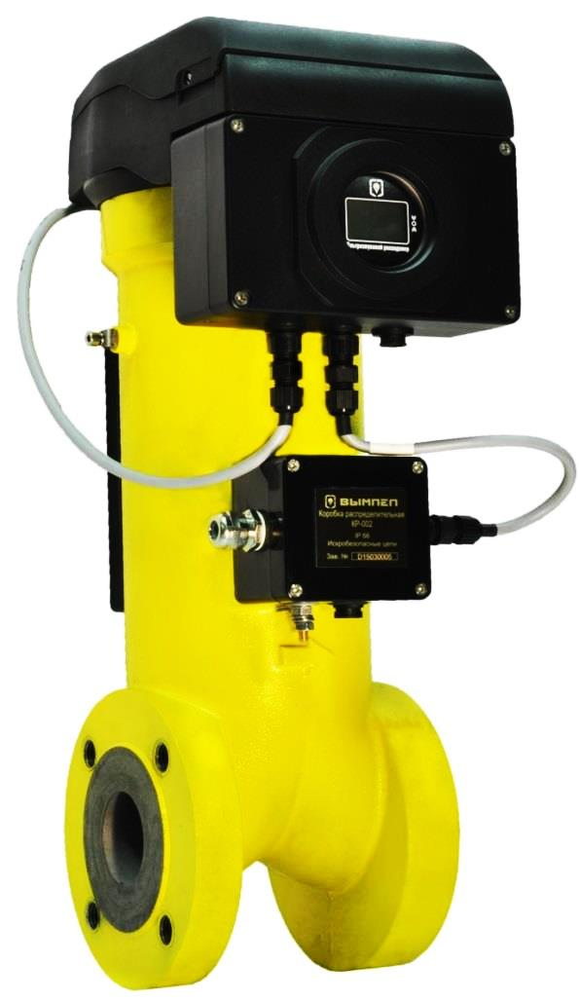 ВЫМПЕЛ
Коробка распределительная
КР-002
IP 66
Искробезопасные цепи
Зав. № D15030005